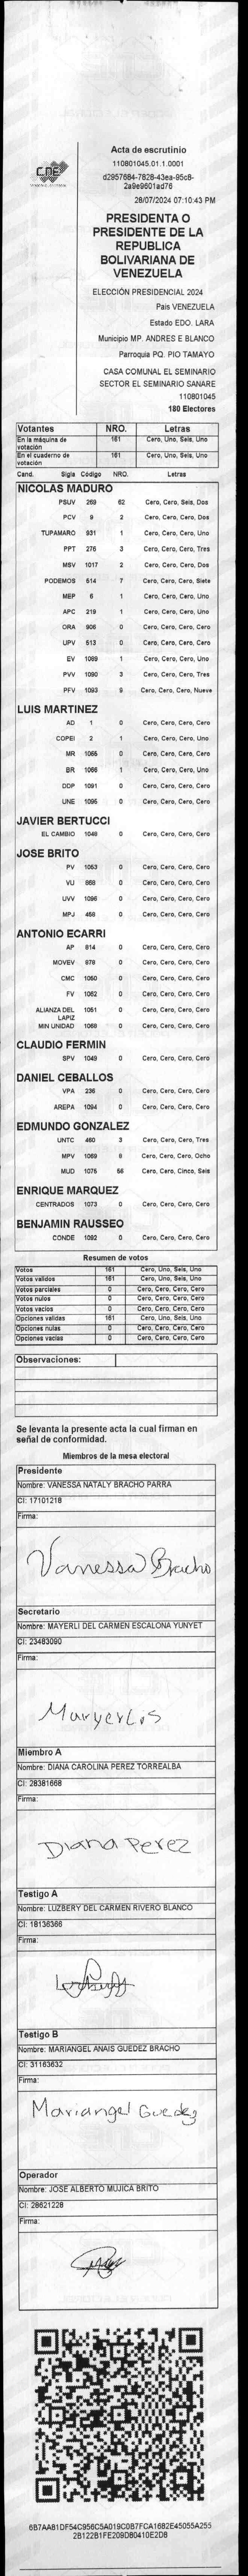 CNE
Acta de escrutinio
110801045.01.1.0001
d2957684-7828-43ea-95c8-
2a9e9601ad76
28/07/2024 07:10:43 PM
PRESIDENTA O
PRESIDENTE DE LA
REPUBLICA
BOLIVARIANA DE
VENEZUELA
ELECCIÓN PRESIDENCIAL 2024
Pais VENEZUELA
Estado EDO. LARA
Municipio MP. ANDRES E BLANCO
Parroquia PQ. PIO TAMAYO
CASA COMUNAL EL SEMINARIO
SECTOR EL SEMINARIO SANARE
110801045
180 Electores
Votantes NRO. Letras
En la máquina de votación 161 Cero, Uno, Seis, Uno
En el cuaderno de votación 161 Cero, Uno, Seis, Uno
Cand. Sigla Código NRO. Letras
NICOLAS MADURO
PSUV 269 62 Cero, Cero, Seis, Dos
PCV 9 2 Cero, Cero, Cero, Dos
TUPAMARO 931 1 Cero, Cero, Cero, Uno
PPT 276 3 Cero, Cero, Cero, Tres
MSV 1017 2 Cero, Cero, Cero, Dos
PODEMOS 514 7 Cero, Cero, Cero, Siete
MEP 6 1 Cero, Cero, Cero, Uno
APC 219 1 Cero, Cero, Cero, Uno
ORA 906 0 Cero, Cero, Cero, Cero
UPV 513 0 Cero, Cero, Cero, Cero
EV 1089 1 Cero, Cero, Cero, Uno
PVV 1090 3 Cero, Cero, Cero, Tres
PFV 1093 9 Cero, Cero, Cero, Nueve
LUIS MARTINEZ
AD 1 0 Cero, Cero, Cero, Cero
COPEI 2 1 Cero, Cero, Cero, Uno
MR 1055 0 Cero, Cero, Cero, Cero
BR 1066 1 Cero, Cero, Cero, Uno
DDP 1091 0 Cero, Cero, Cero, Cero
UNE 1095 0 Cero, Cero, Cero, Cero
JAVIER BERTUCCI
EL CAMBIO 1048 0 Cero, Cero, Cero, Cero
JOSE BRITO
PV 1053 0 Cero, Cero, Cero, Cero
VU 868 0 Cero, Cero, Cero, Cero
UVV 1096 0 Cero, Cero, Cero, Cero
MPJ 458 0 Cero, Cero, Cero, Cero
ANTONIO ECARRI
AP 814 0 Cero, Cero, Cero, Cero
MOVEV 878 0 Cero, Cero, Cero, Cero
CMC 1050 0 Cero, Cero, Cero, Cero
FV 1062 0 Cero, Cero, Cero, Cero
ALIANZA DEL LAPIZ 1051 0 Cero, Cero, Cero, Cero
MIN UNIDAD 1068 0 Cero, Cero, Cero, Cero
CLAUDIO FERMIN
SPV 1049 0 Cero, Cero, Cero, Cero
DANIEL CEBALLOS
VPA 236 0 Cero, Cero, Cero, Cero
AREPA 1094 0 Cero, Cero, Cero, Cero
EDMUNDO GONZALEZ
UNTC 460 3 Cero, Cero, Cero, Tres
MPV 1069 8 Cero, Cero, Cero, Ocho
MUD 1075 56 Cero, Cero, Cinco, Seis
ENRIQUE MARQUEZ
CENTRADOS 1073 0 Cero, Cero, Cero, Cero
BENJAMIN RAUSSEO
CONDE 1092 0 Cero, Cero, Cero, Cero
Resumen de votos
Votos 161 Cero, Uno, Seis, Uno
Votos validos 161 Cero, Uno, Seis, Uno
Votos parciales 0 Cero, Cero, Cero, Cero
Votos nulos 0 Cero, Cero, Cero, Cero
Votos vacios 0 Cero, Cero, Cero, Cero
Opciones validas 161 Cero, Uno, Seis, Uno
Opciones nulas 0 Cero, Cero, Cero, Cero
Opciones vacias 0 Cero, Cero, Cero, Cero
Observaciones:
Se levanta la presente acta la cual firman en
señal de conformidad.
Miembros de la mesa electoral
Presidente
Nombre: VANESSA NATALY BRACHO PARRA
CI: 17101218
Firma:
Vanessa Bracho
Secretario
Nombre: MAYERLI DEL CARMEN ESCALONA YUNYET
CI: 23483090
Firma:
Miembro A
Nombre: DIANA CAROLINA PEREZ TORREALBA
CI: 28381668
Firma:
Diana Perez
Testigo A
Nombre: LUZBERY DEL CARMEN RIVERO BLANCO
CI: 18136366
Firma:
Testigo B
Nombre: MARIANGEL ANAIS GUEDEZ BRACHO
CI: 31163632
Firma:
Mariangel Guedez
Operador
Nombre: JOSE ALBERTO MUJICA BRITO
CI: 28621228
Firma:
6B7AA81DF54C956C5A019C0B7FCA1682E45055A255
2B122B1FE209D80410E2D8